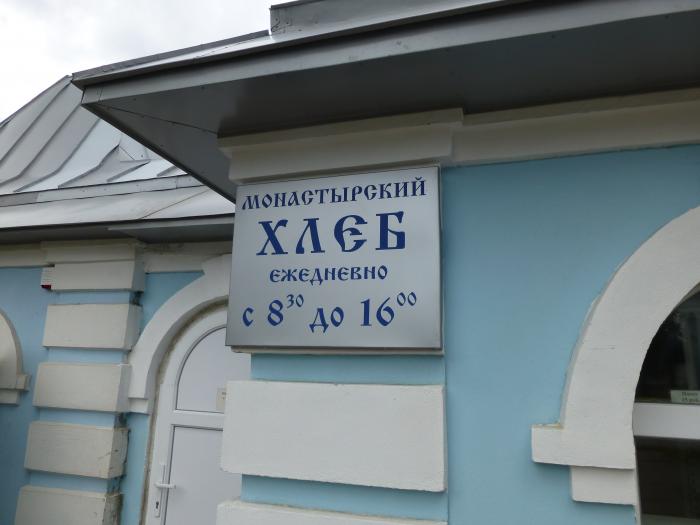 МОНАСТЫРСКИЙ
ХЛЕБ
ЕЖЕДНЕВНО
с 8³⁰ до 16⁰⁰